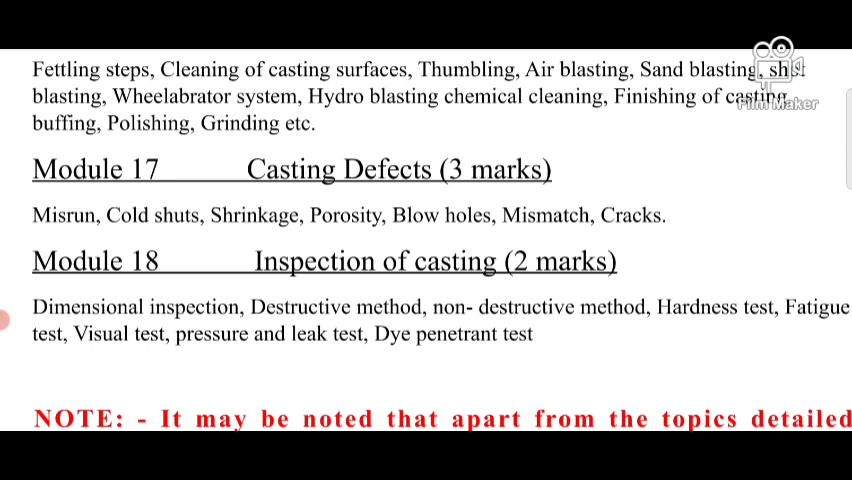 Fettling steps, Cleaning of casting surfaces, Thumbling, Air blasting, Sand blasting, shot
blasting, Wheelabrator system, Hydro blasting chemical cleaning, Finishing of casting,
buffing, Polishing, Grinding etc.
Film Maker
Module 17 Casting Defects (3 marks)
Misrun, Cold shuts, Shrinkage, Porosity, Blow holes, Mismatch, Cracks.
Module 18 Inspection of casting (2 marks)
Dimensional inspection, Destructive method, non- destructive method, Hardness test, Fatigue
test, Visual test, pressure and leak test, Dye penetrant test
NOTE: - It may be noted that apart from the topics detailed